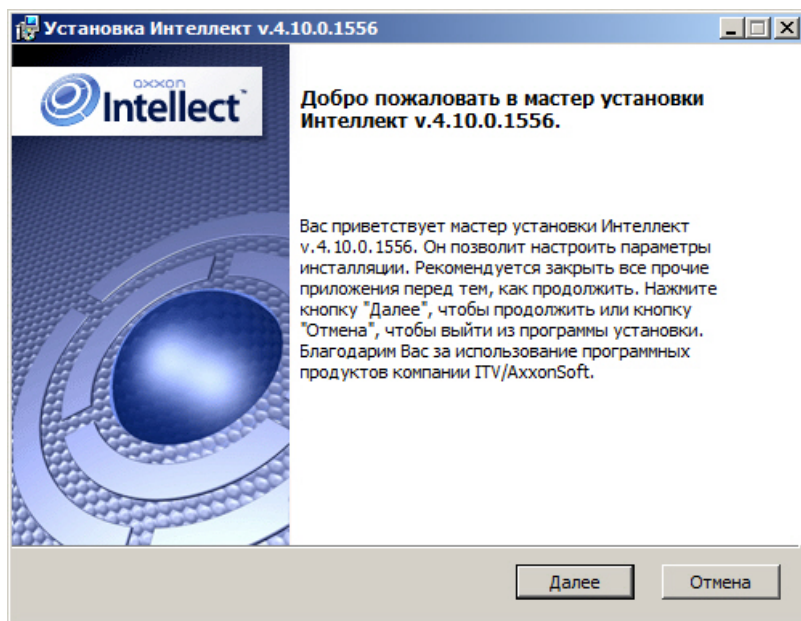 Установка Интеллект v.4.10.0.1556
axxon
Intellect™
Добро пожаловать в мастер установки
Интеллект v.4.10.0.1556.
Вас приветствует мастер установки Интеллект
v.4.10.0.1556. Он позволит настроить параметры
инсталляции. Рекомендуется закрыть все прочие
приложения перед тем, как продолжить. Нажмите
кнопку "Далее", чтобы продолжить или кнопку
"Отмена", чтобы выйти из программы установки.
Благодарим Вас за использование программных
продуктов компании ITV/AxxonSoft.
Далее
Отмена